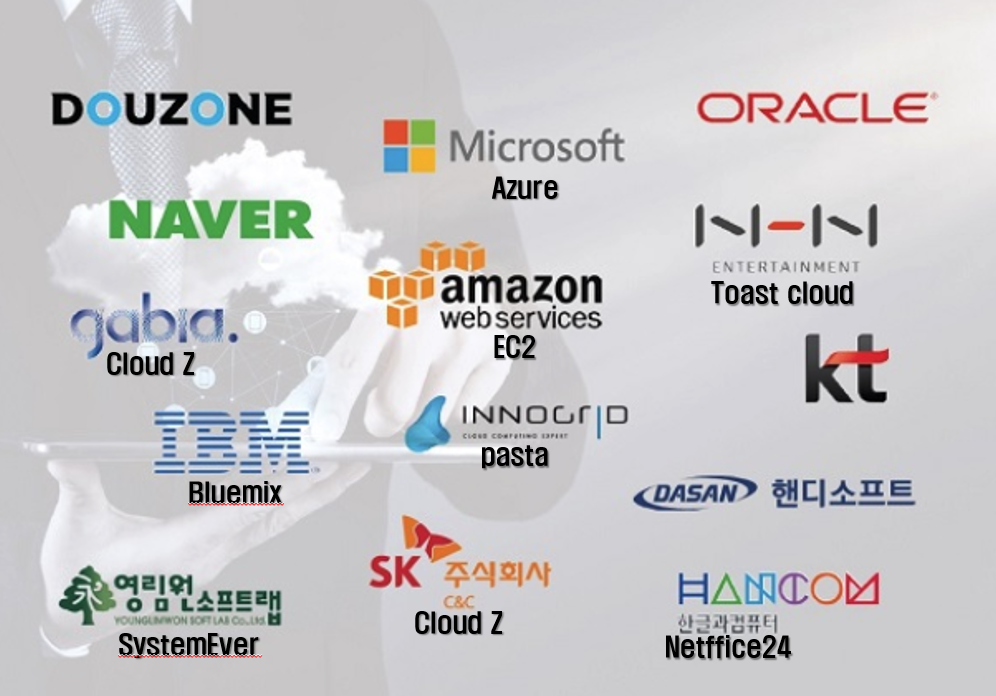 DOUZONE
Microsoft
Azure
ORACLE®
NAVER
NHN
ENTERTAINMENT
Toast cloud
amazon
webservices
EC2
gabia.
Cloud Z
kt
IBM
Bluemix
INNOGRID
CLOUD COMPUTING EXPERT
pasta
DASAN 핸디소프트
SK 주식회사
C&C
Cloud Z
영림원소프트랩
YOUNGLIMWON SOFT LAB Co.,Ltd.
SystemEver
HANCOM
한글과컴퓨터
Netffice24